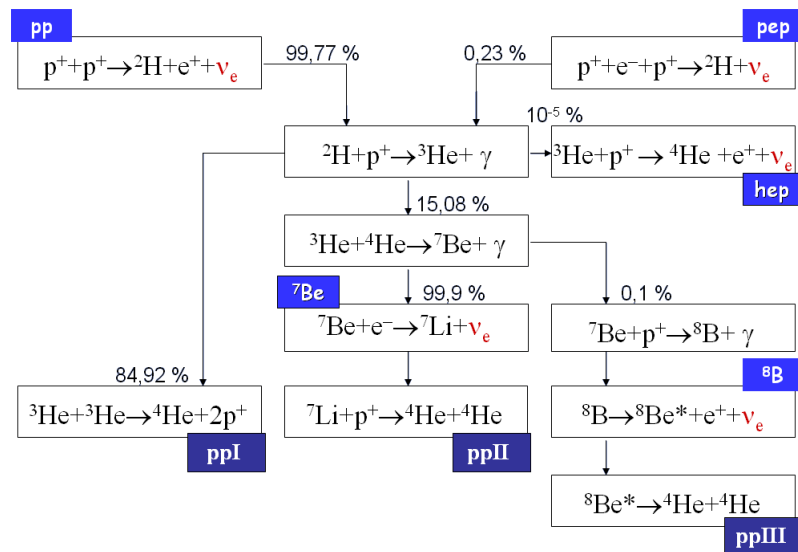 pp
pep
p⁺+p⁺→²H+e⁺+νₑ
99,77 %
0,23 %
p⁺+e⁻+p⁺→²H+νₑ
10⁻⁵ %
²H+p⁺→³He+ γ
³He+p⁺ → ⁴He +e⁺+νₑ
hep
15,08 %
³He+⁴He→⁷Be+ γ
⁷Be
99,9 %
0,1 %
⁷Be+e⁻→⁷Li+νₑ
⁷Be+p⁺→⁸B+ γ
84,92 %
⁸B
³He+³He→⁴He+2p⁺
⁷Li+p⁺→⁴He+⁴He
⁸B→⁸Be*+e⁺+νₑ
ppI
ppII
⁸Be*→⁴He+⁴He
ppIII